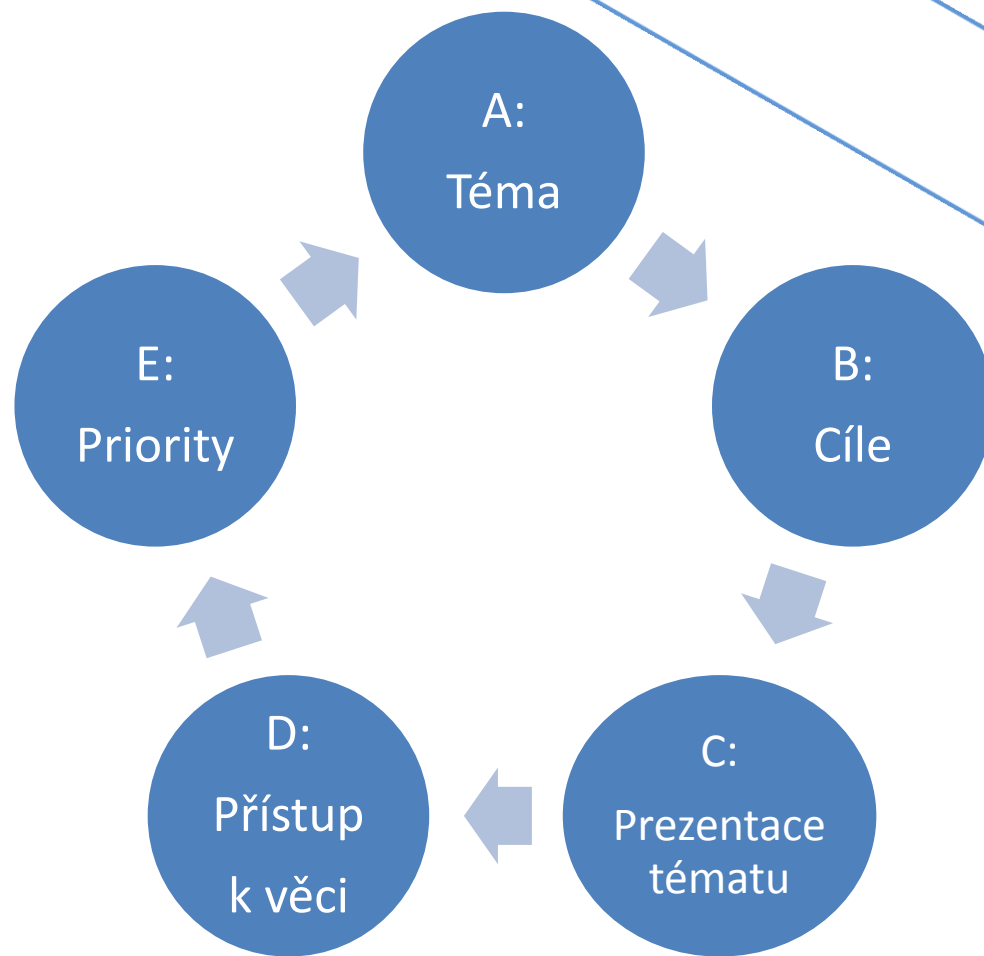 A:
Téma
B:
Cíle
C:
Prezentace
tématu
D:
Přístup
k věci
E:
Priority